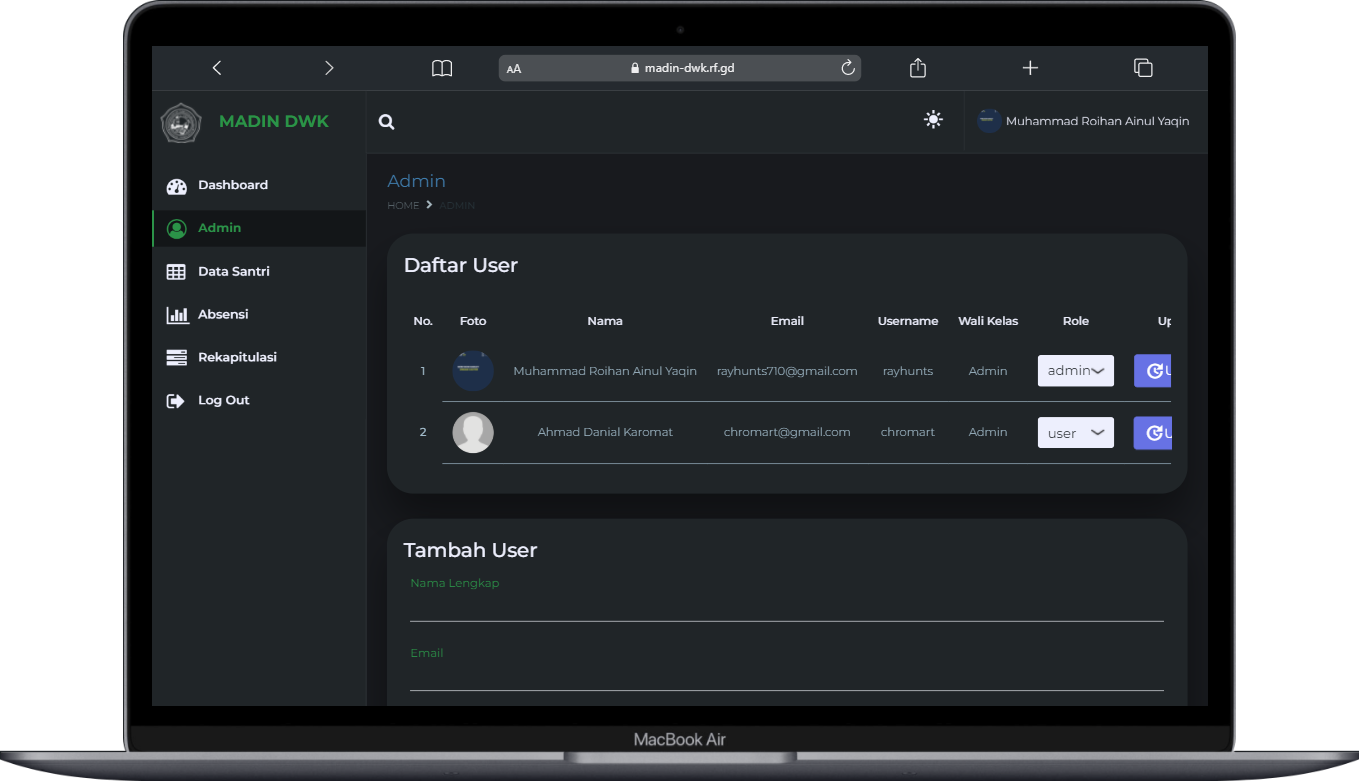 AA madin-dwk.rf.gd
MADIN DWK
Muhammad Roihan Ainul Yaqin
Dashboard
Admin
Data Santri
Absensi
Rekapitulasi
Log Out
Admin
HOME ADMIN
Daftar User
No. Foto Nama Email Username Wali Kelas Role Up
1 Muhammad Roihan Ainul Yaqin rayhunts710@gmail.com rayhunts Admin admin U
2 Ahmad Danial Karomat chromart@gmail.com chromart Admin user U
Tambah User
Nama Lengkap
Email
MacBook Air